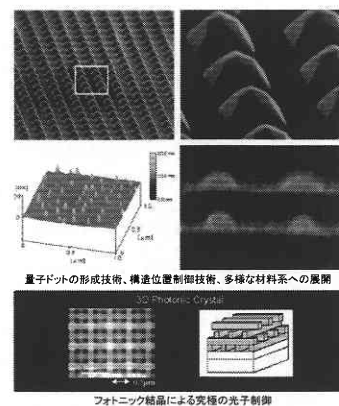 量子ドットの形成技術、構造位置制御技術、多様な材料系への展開
3D Photonic Crystal
フォトニック結晶による究極の光子制御